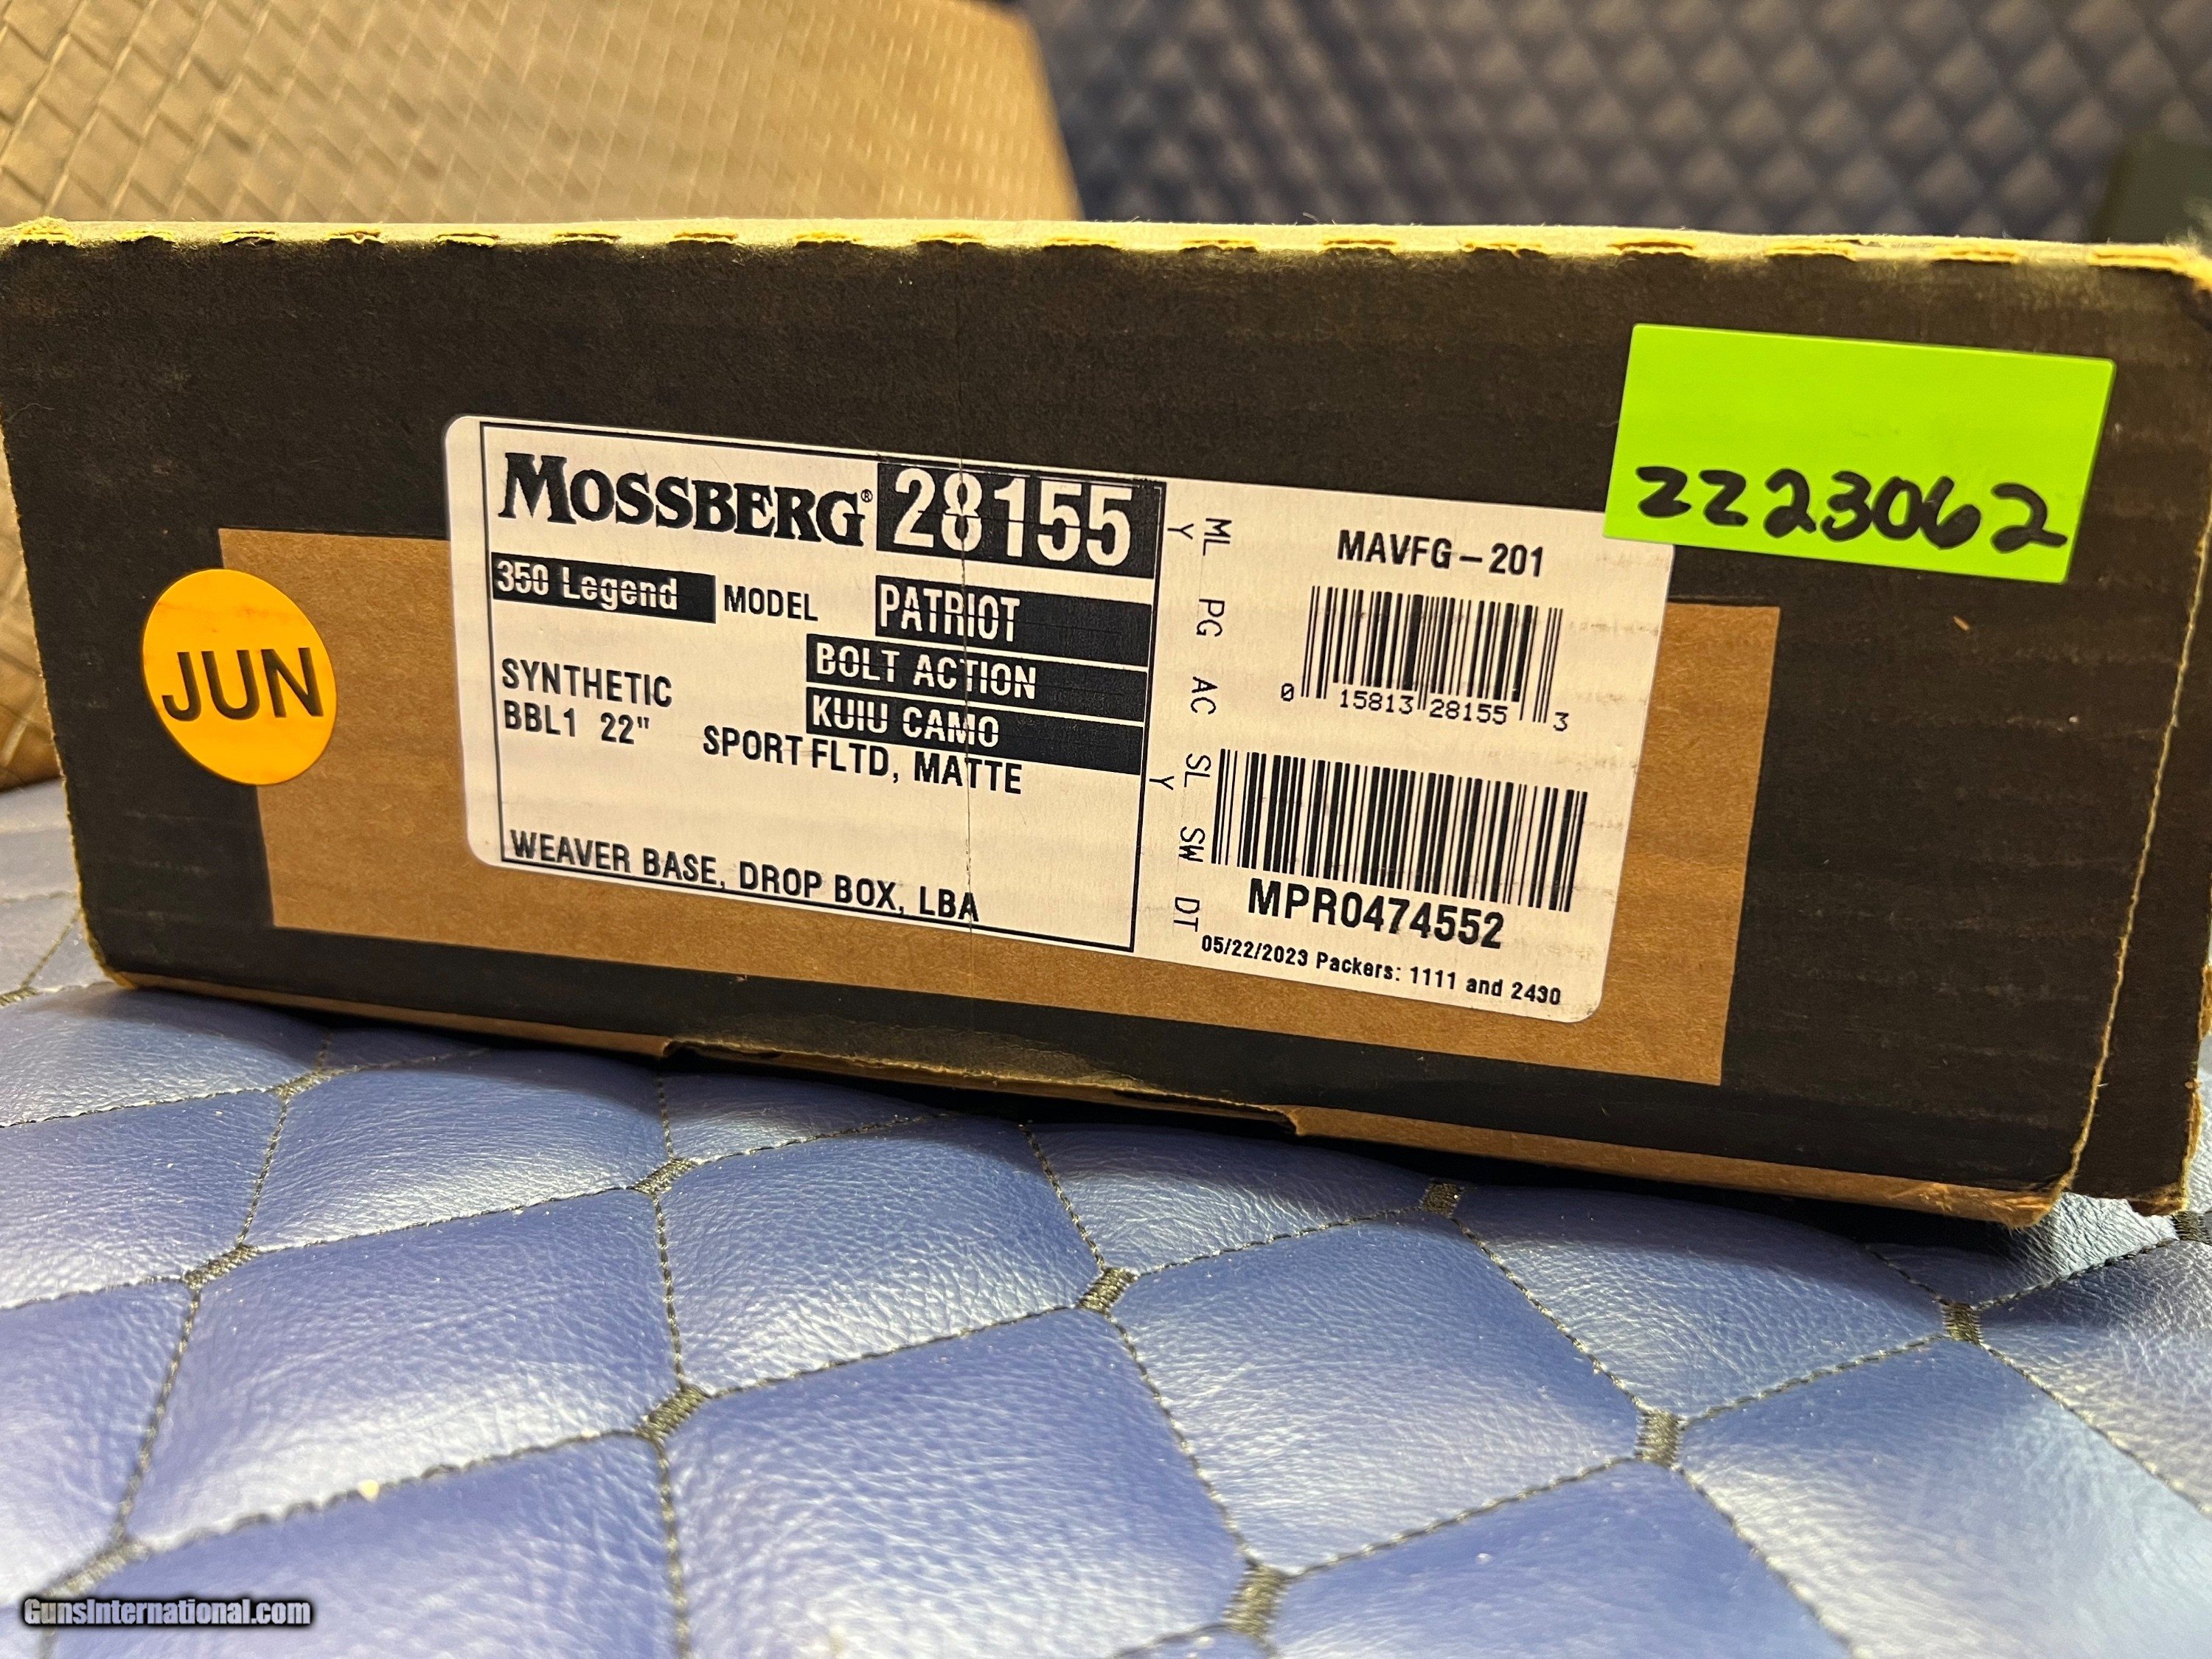 ZZ23062
JUN
MOSSBERG® 28155
350 Legend MODEL PATRIOT
BOLT ACTION
KUIU CAMO
SYNTHETIC
BBL1 22" SPORT FLTD, MATTE
WEAVER BASE, DROP BOX, LBA
ML PG AC SL SW DT
Y Y
MAVFG-201
0 15813 28155 3
MPR0474552
05/22/2023 Packers: 1111 and 2430
GunsInternational.com